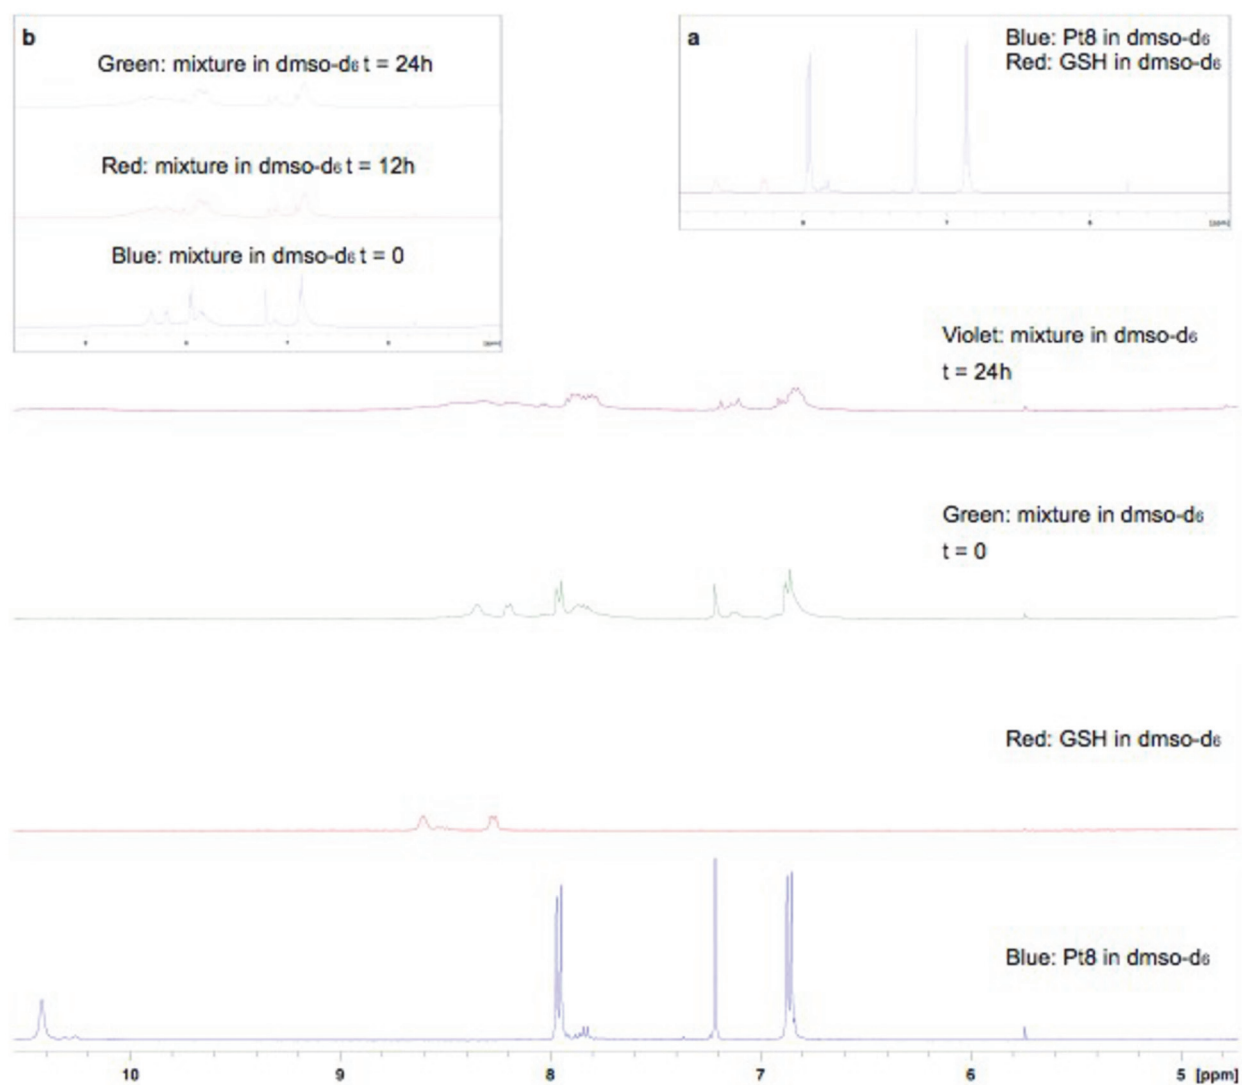 b
Green: mixture in dmso-d6 t = 24h
Red: mixture in dmso-d6 t = 12h
Blue: mixture in dmso-d6 t = 0
a
Blue: Pt8 in dmso-d6
Red: GSH in dmso-d6
Violet: mixture in dmso-d6
t = 24h
Green: mixture in dmso-d6
t = 0
Red: GSH in dmso-d6
Blue: Pt8 in dmso-d6
10 9 8 7 6 5 [ppm]